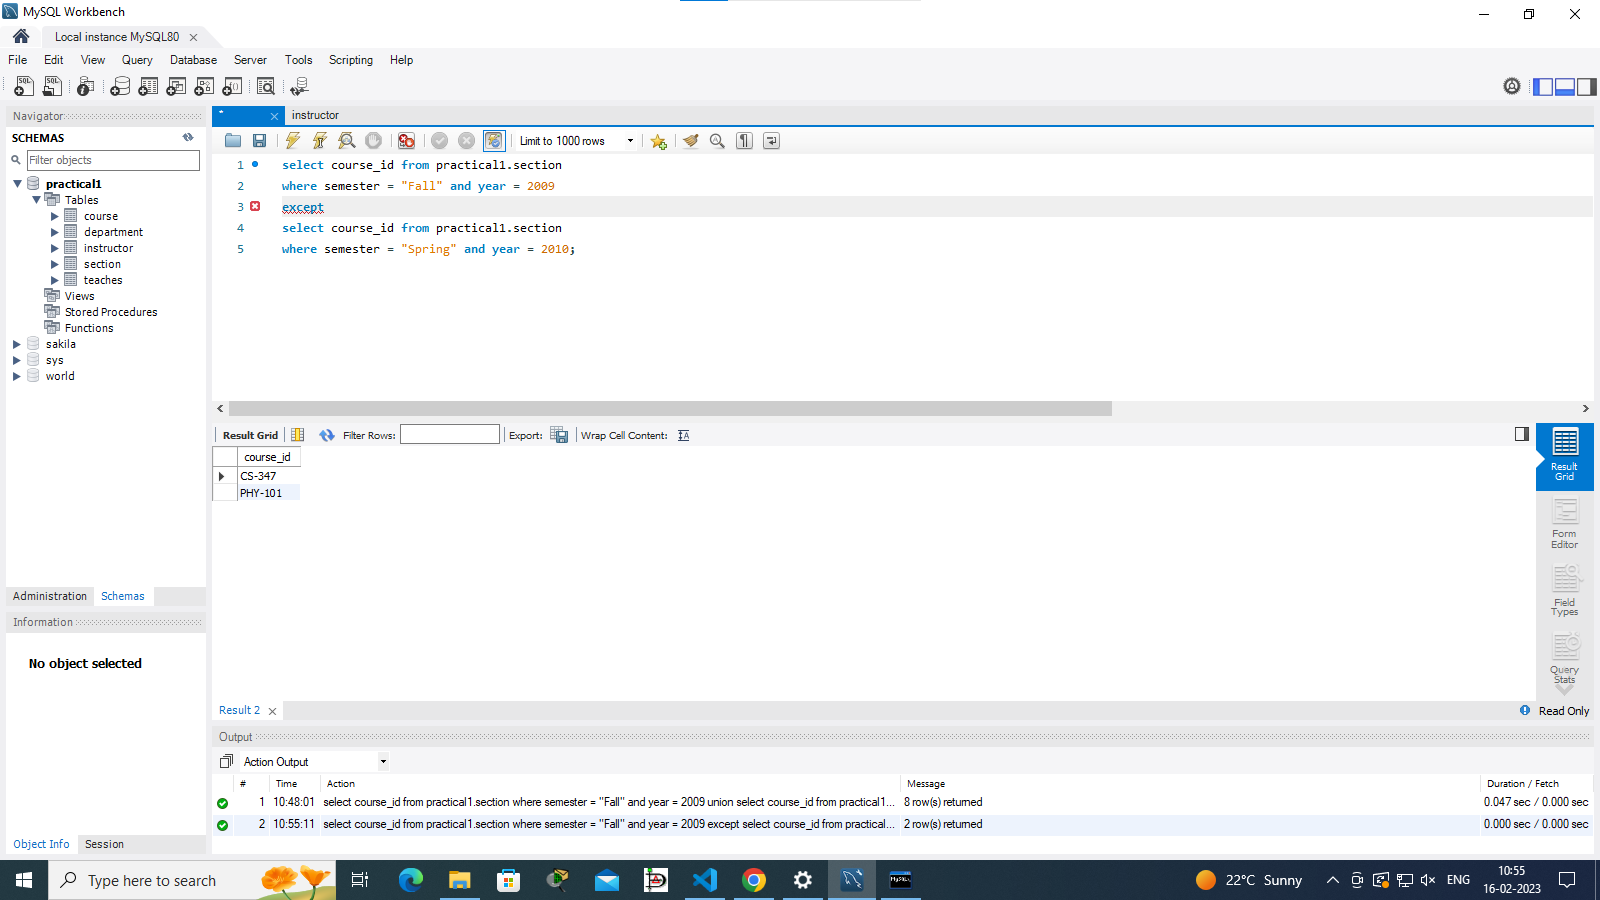 MySQL Workbench
Local instance MySQL80
File Edit View Query Database Server Tools Scripting Help
Navigator
SCHEMAS
Filter objects
practical1
Tables
course
department
instructor
section
teaches
Views
Stored Procedures
Functions
sakila
sys
world
Administration Schemas
Information
No object selected
Object Info Session
* instructor
Limit to 1000 rows
1 select course_id from practical1.section
2 where semester = "Fall" and year = 2009
3 except
4 select course_id from practical1.section
5 where semester = "Spring" and year = 2010;
Result Grid Filter Rows: Export: Wrap Cell Content:
course_id
CS-347
PHY-101
Result
Grid
Form
Editor
Field
Types
Query
Stats
Result 2 Read Only
Output
Action Output
# Time Action Message Duration / Fetch
1 10:48:01 select course_id from practical1.section where semester = "Fall" and year = 2009 union select course_id from practical1... 8 row(s) returned 0.047 sec / 0.000 sec
2 10:55:11 select course_id from practical1.section where semester = "Fall" and year = 2009 except select course_id from practical... 2 row(s) returned 0.000 sec / 0.000 sec
Type here to search
22°C Sunny
ENG
10:55
16-02-2023